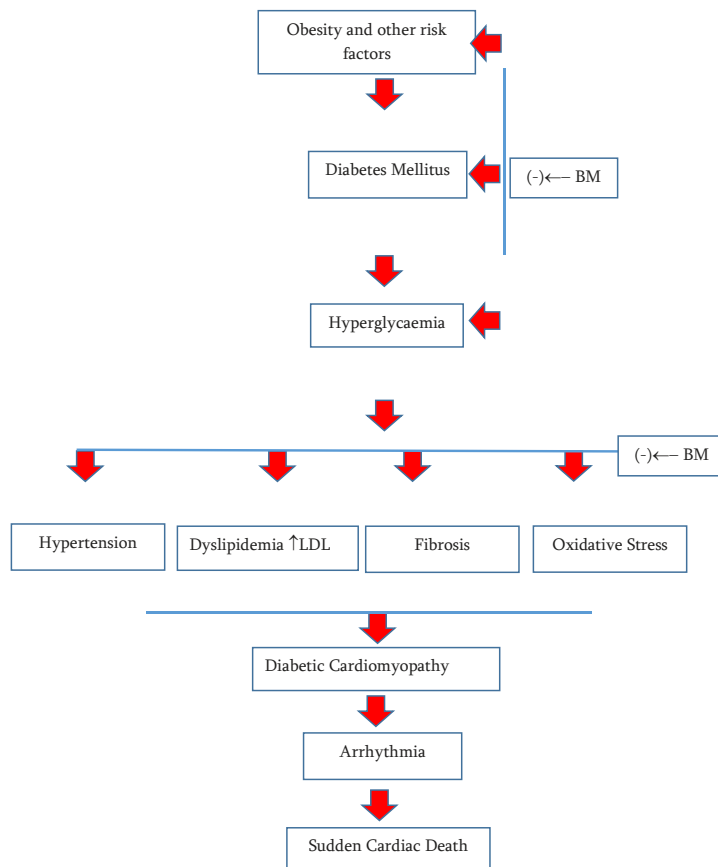 Obesity and other risk
factors
Diabetes Mellitus
(-)←– BM
Hyperglycaemia
(-)←– BM
Hypertension
Dyslipidemia ↑LDL
Fibrosis
Oxidative Stress
Diabetic Cardiomyopathy
Arrhythmia
Sudden Cardiac Death